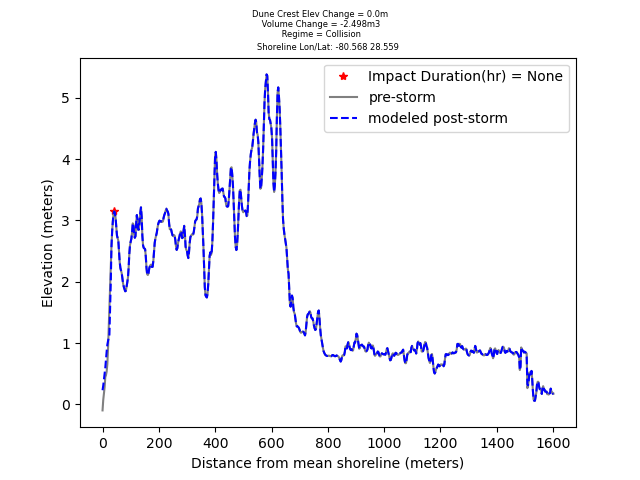 Dune Crest Elev Change = 0.0m
Volume Change = -2.498m3
Regime = Collision
Shoreline Lon/Lat: -80.568 28.559
Impact Duration(hr) = None
pre-storm
modeled post-storm
Elevation (meters)
5
4
3
2
1
0
0 200 400 600 800 1000 1200 1400 1600
Distance from mean shoreline (meters)